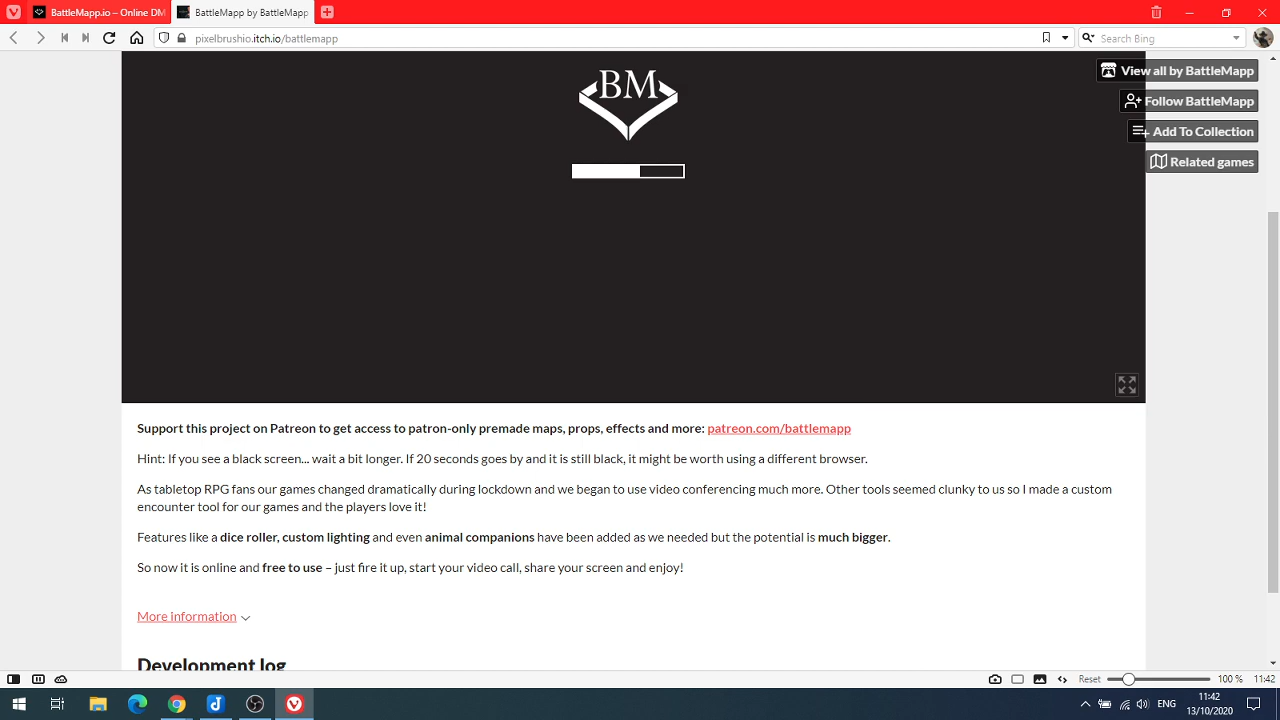 BattleMapp.io – Online DM
BattleMapp by BattleMapp
pixelbrushio.itch.io/battlemapp
Search Bing
BM
View all by BattleMapp
Follow BattleMapp
Add To Collection
Related games
Support this project on Patreon to get access to patron-only premade maps, props, effects and more: patreon.com/battlemapp
Hint: If you see a black screen... wait a bit longer. If 20 seconds goes by and it is still black, it might be worth using a different browser.
As tabletop RPG fans our games changed dramatically during lockdown and we began to use video conferencing much more. Other tools seemed clunky to us so I made a custom
encounter tool for our games and the players love it!
Features like a dice roller, custom lighting and even animal companions have been added as we needed but the potential is much bigger.
So now it is online and free to use – just fire it up, start your video call, share your screen and enjoy!
More information
Development log
Reset
100 %
11:42
ENG
11:42
13/10/2020